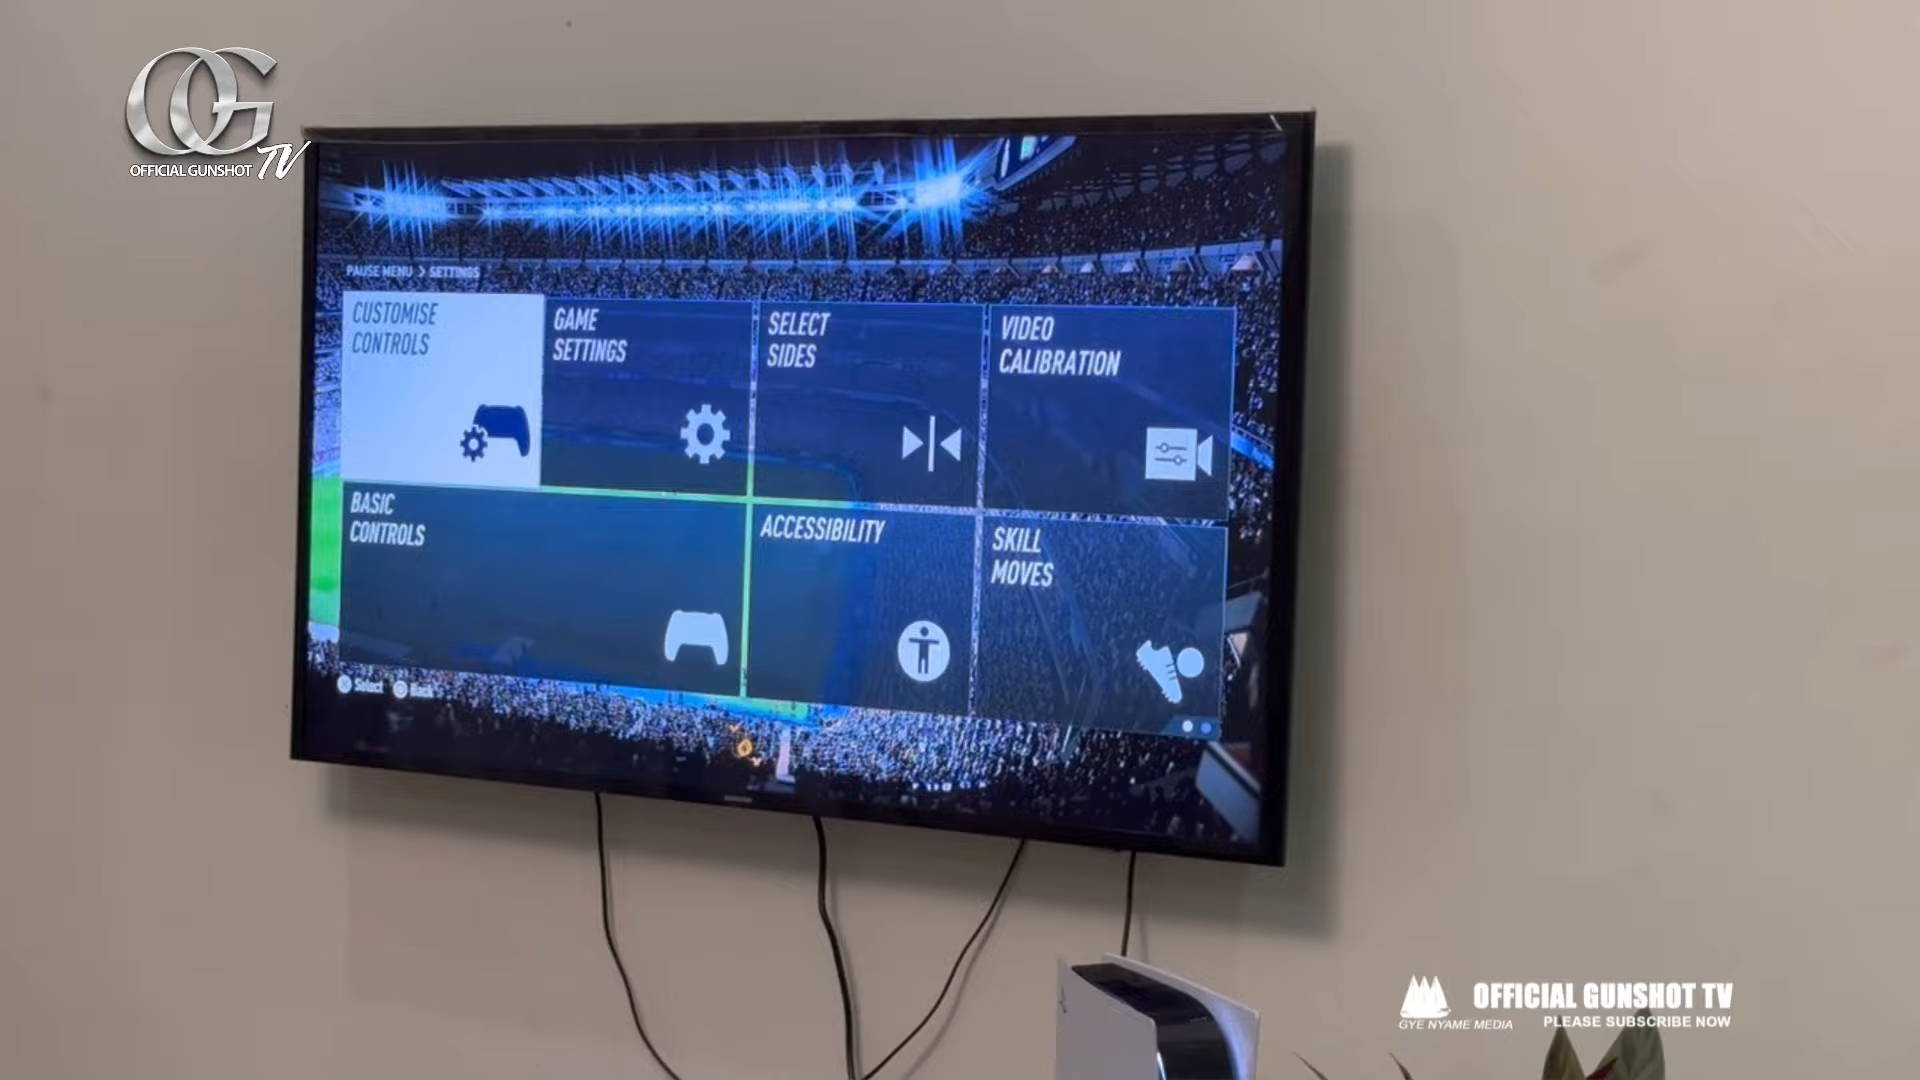 OG
OFFICIAL GUNSHOT TV
PAUSE MENU > SETTINGS
CUSTOMISE
CONTROLS
GAME
SETTINGS
SELECT
SIDES
VIDEO
CALIBRATION
BASIC
CONTROLS
ACCESSIBILITY
SKILL
MOVES
Select Back
OFFICIAL GUNSHOT TV
GYE NYAME MEDIA PLEASE SUBSCRIBE NOW